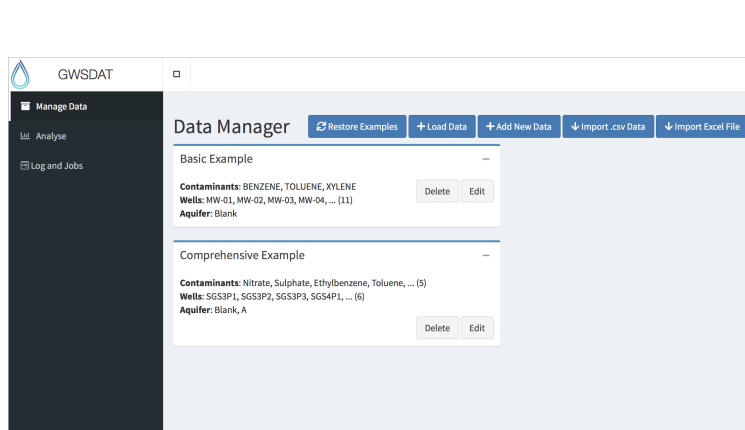 GWSDAT
Manage Data
Analyse
Log and Jobs
Data Manager
Restore Examples
Load Data
Add New Data
Import .csv Data
Import Excel File
Basic Example
Contaminants: BENZENE, TOLUENE, XYLENE
Wells: MW-01, MW-02, MW-03, MW-04, ... (11)
Aquifer: Blank
Delete
Edit
Comprehensive Example
Contaminants: Nitrate, Sulphate, Ethylbenzene, Toluene, ... (5)
Wells: SGS3P1, SGS3P2, SGS3P3, SGS4P1, ... (6)
Aquifer: Blank, A
Delete
Edit